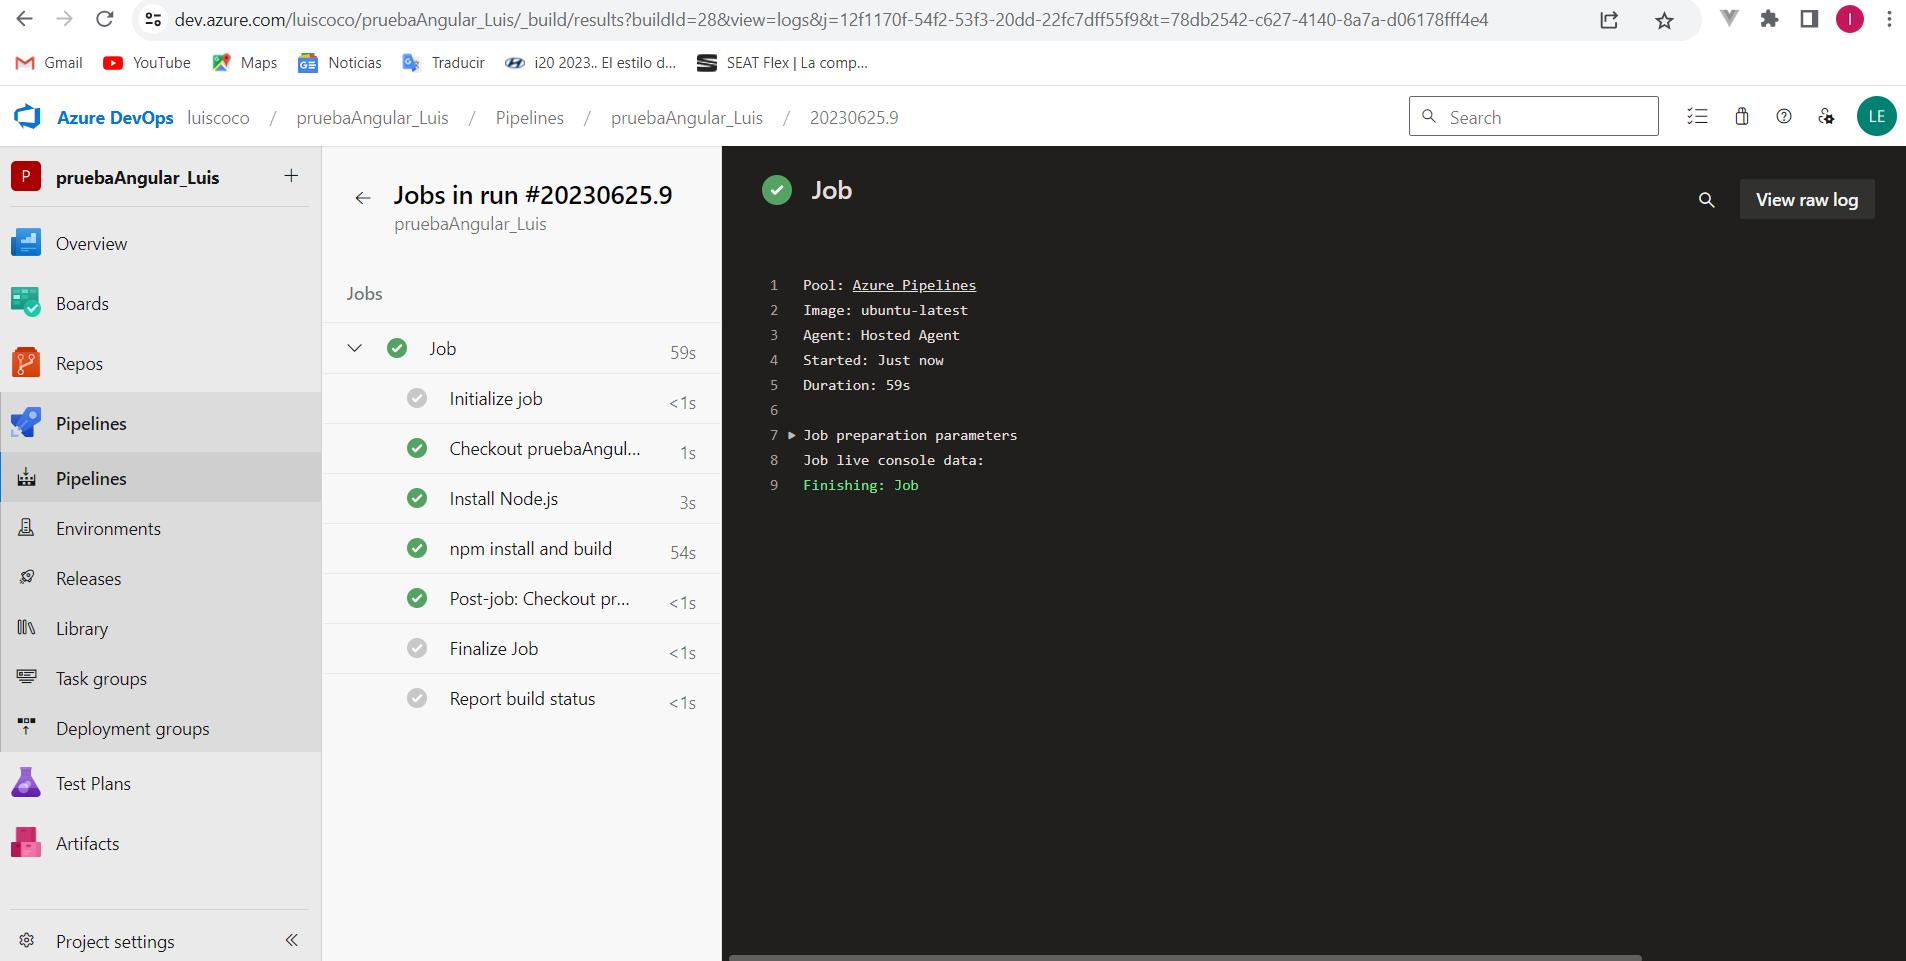 dev.azure.com/luiscoco/pruebaAngular_Luis/_build/results?buildId=28&view=logs&j=12f1170f-54f2-53f3-20dd-22fc7dff55f9&t=78db2542-c627-4140-8a7a-d06178fff4e4
I
Gmail YouTube Maps Noticias Traducir i20 2023.. El estilo d... SEAT Flex | La comp...
Azure DevOps luiscoco / pruebaAngular_Luis / Pipelines / pruebaAngular_Luis / 20230625.9
Search
LE
P pruebaAngular_Luis +
Overview
Boards
Repos
Pipelines
Pipelines
Environments
Releases
Library
Task groups
Deployment groups
Test Plans
Artifacts
Project settings
Jobs in run #20230625.9
pruebaAngular_Luis
Jobs
Job 59s
Initialize job <1s
Checkout pruebaAngul... 1s
Install Node.js 3s
npm install and build 54s
Post-job: Checkout pr... <1s
Finalize Job <1s
Report build status <1s
Job
View raw log
1 Pool: Azure Pipelines
2 Image: ubuntu-latest
3 Agent: Hosted Agent
4 Started: Just now
5 Duration: 59s
6
7 Job preparation parameters
8 Job live console data:
9 Finishing: Job